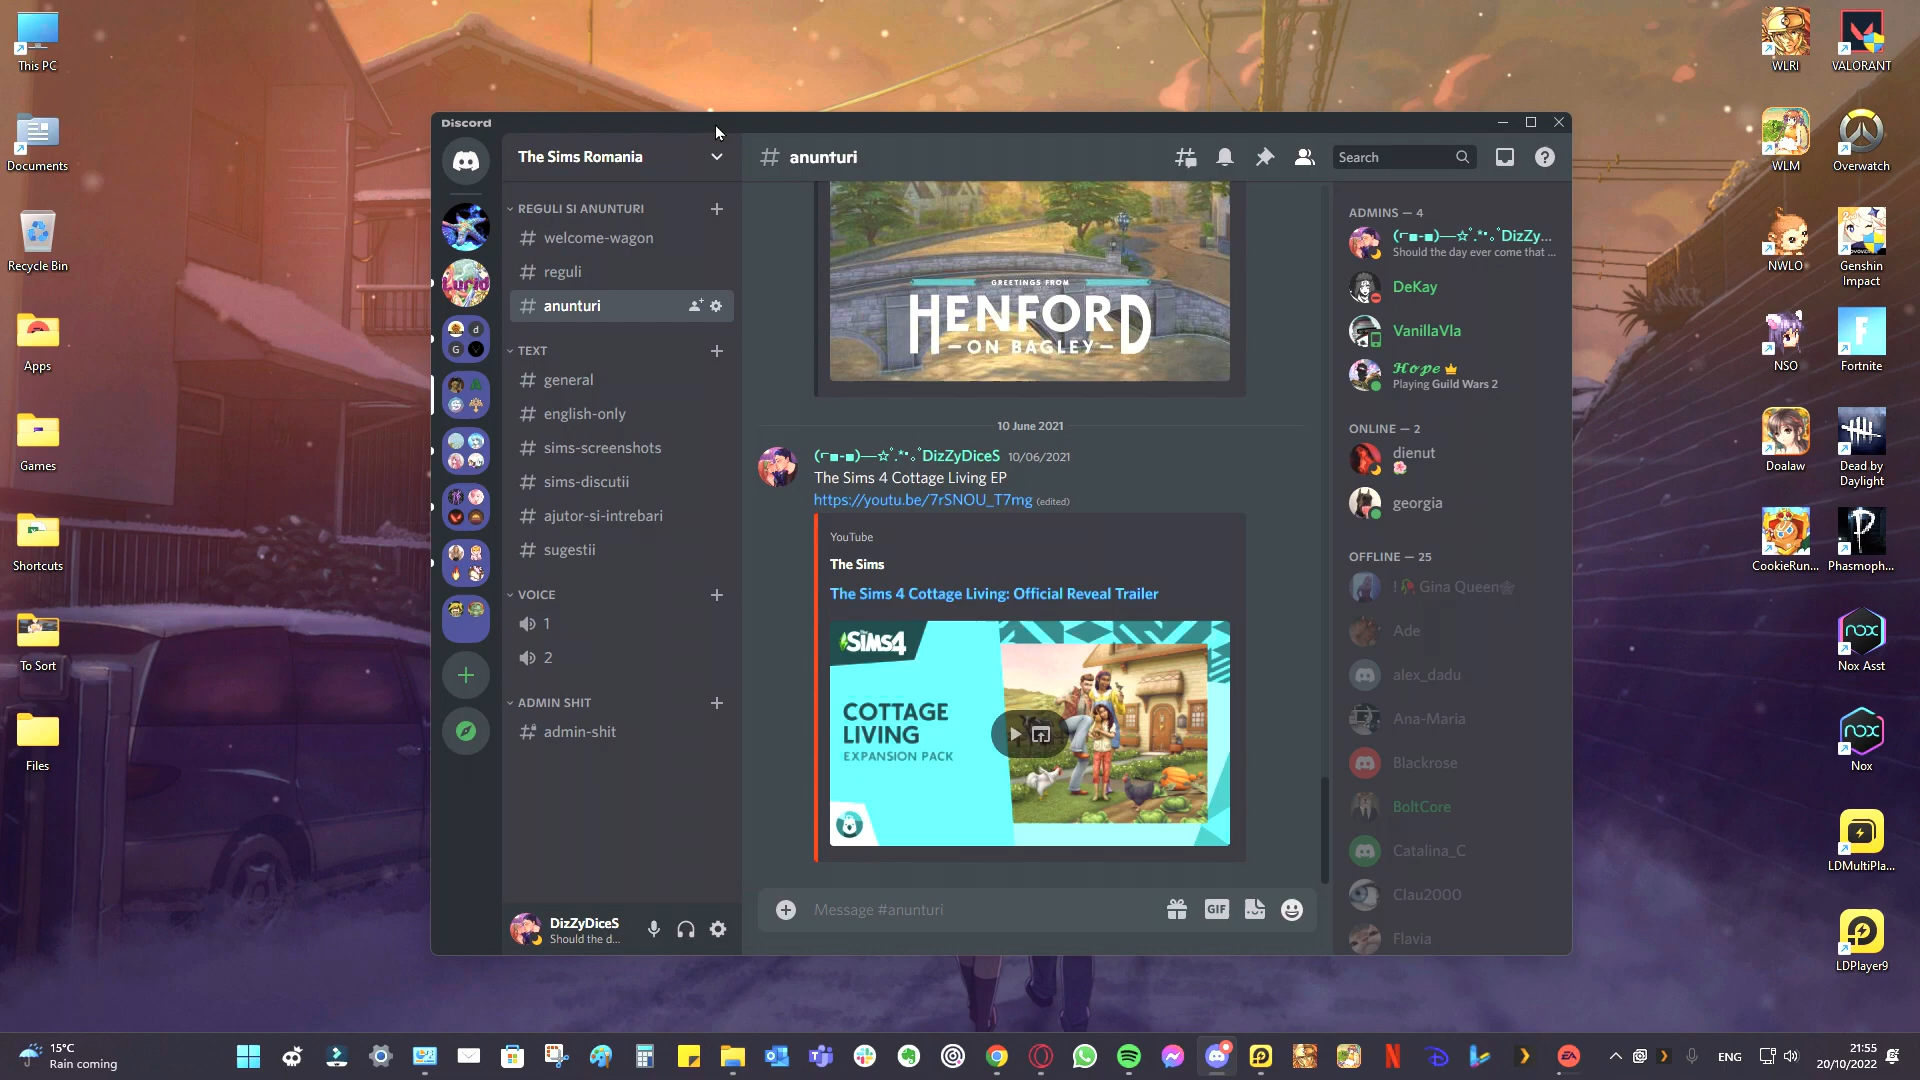 This PC
Documents
Recycle Bin
Apps
Games
Shortcuts
To Sort
Files
Discord
The Sims Romania
REGULI SI ANUNTURI
welcome-wagon
reguli
anunturi
TEXT
general
english-only
sims-screenshots
sims-discutii
ajutor-si-intrebari
sugestii
VOICE
1
2
ADMIN SHIT
admin-shit
DizZyDiceS
Should the d...
anunturi
Search
GREETINGS FROM
HENFORD
ON BAGLEY
10 June 2021
(⌐■-■)—☆ﾟ.*･｡ﾟDizZyDiceS 10/06/2021
The Sims 4 Cottage Living EP
https://youtu.be/7rSNOU_T7mg (edited)
YouTube
The Sims
The Sims 4 Cottage Living: Official Reveal Trailer
The SIMS4
COTTAGE
LIVING
EXPANSION PACK
Message #anunturi
GIF
ADMINS — 4
(⌐■-■)—☆ﾟ.*･｡ﾟDizZy...
Should the day ever come that ...
DeKay
VanillaVla
𝓗𝓸𝓹𝓮
Playing Guild Wars 2
ONLINE — 2
dienut
georgia
OFFLINE — 25
!🥀Gina Queen
Ade
alex_dadu
Ana-Maria
Blackrose
BoltCore
Catalina_C
Clau2000
Flavia
WLRI
VALORANT
WLM
Overwatch
NWLO
Genshin
Impact
NSO
Fortnite
Doalaw
Dead by
Daylight
CookieRun...
Phasmoph...
Nox Asst
Nox
LDMultiPla...
LDPlayer9
15°C
Rain coming
ENG
21:55
20/10/2022